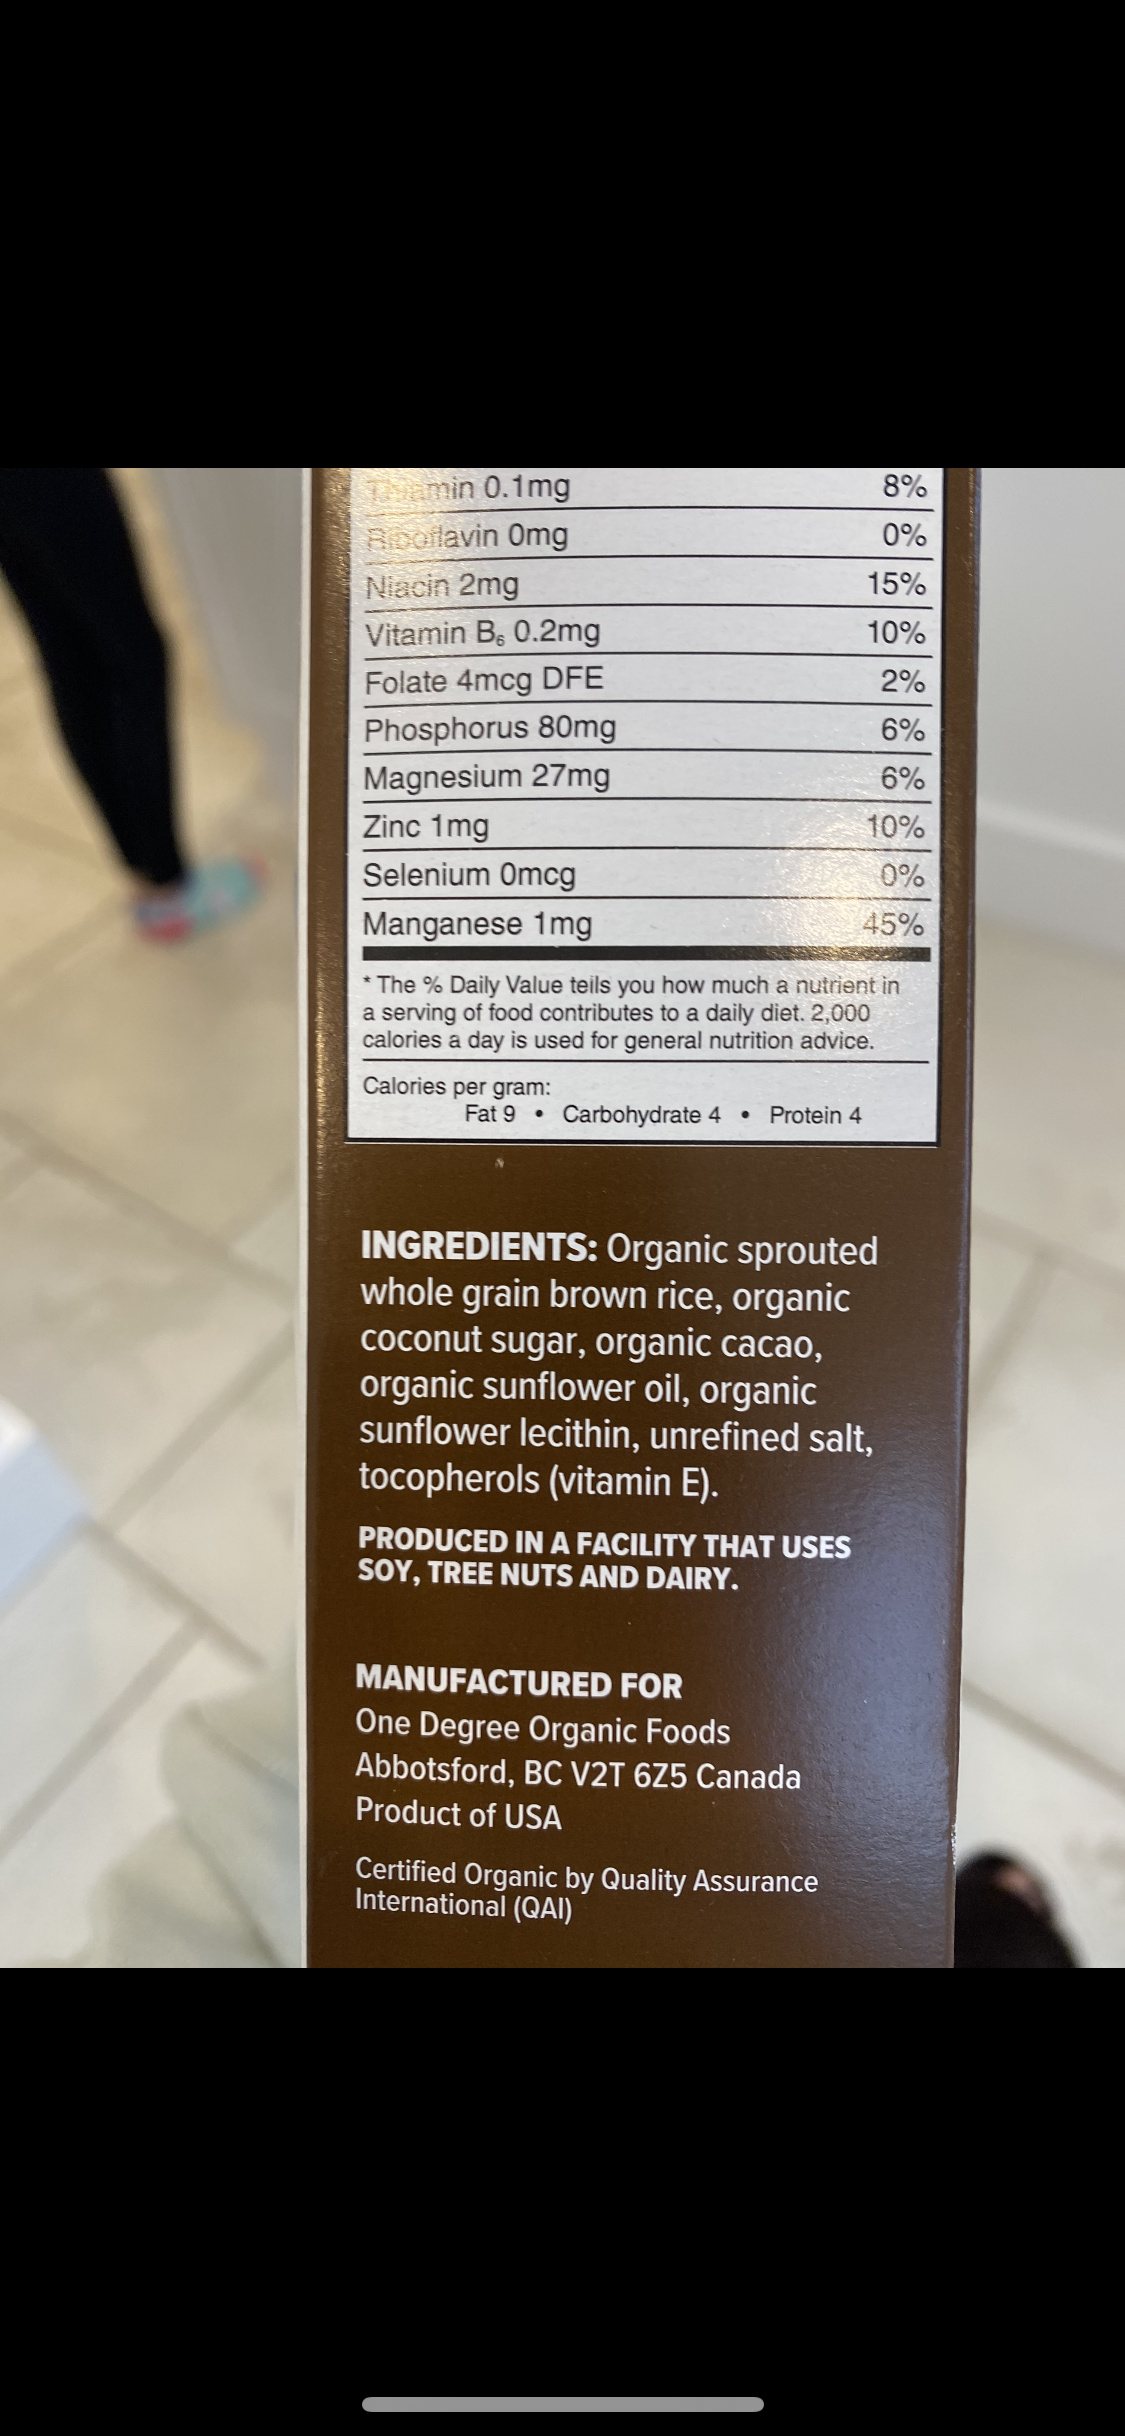 Thiamin 0.1mg 8%
Riboflavin 0mg 0%
Niacin 2mg 15%
Vitamin B₆ 0.2mg 10%
Folate 4mcg DFE 2%
Phosphorus 80mg 6%
Magnesium 27mg 6%
Zinc 1mg 10%
Selenium 0mcg 0%
Manganese 1mg 45%
* The % Daily Value tells you how much a nutrient in
a serving of food contributes to a daily diet. 2,000
calories a day is used for general nutrition advice.
Calories per gram:
Fat 9 • Carbohydrate 4 • Protein 4
INGREDIENTS: Organic sprouted
whole grain brown rice, organic
coconut sugar, organic cacao,
organic sunflower oil, organic
sunflower lecithin, unrefined salt,
tocopherols (vitamin E).
PRODUCED IN A FACILITY THAT USES
SOY, TREE NUTS AND DAIRY.
MANUFACTURED FOR
One Degree Organic Foods
Abbotsford, BC V2T 6Z5 Canada
Product of USA
Certified Organic by Quality Assurance
International (QAI)